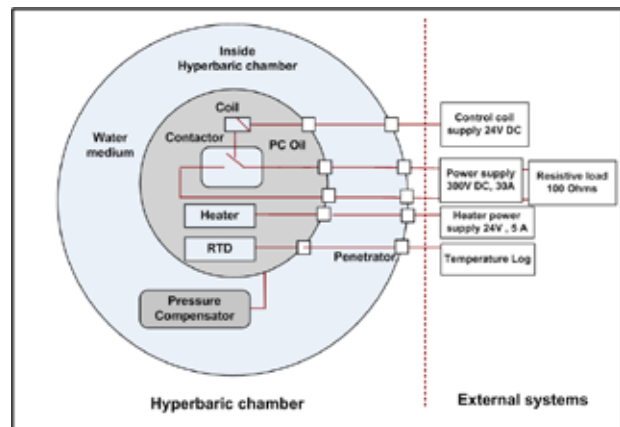 Inside
Hyperbaric chamber
Coil
Contactor
PC Oil
Water
medium
Heater
RTD
Penetrator
Pressure
Compensator
Hyperbaric chamber
Control coil
supply 24V DC
Power supply
300V DC, 30A
Resistive load
100 Ohms
Heater power
supply 24V , 5 A
Temperature Log
External systems